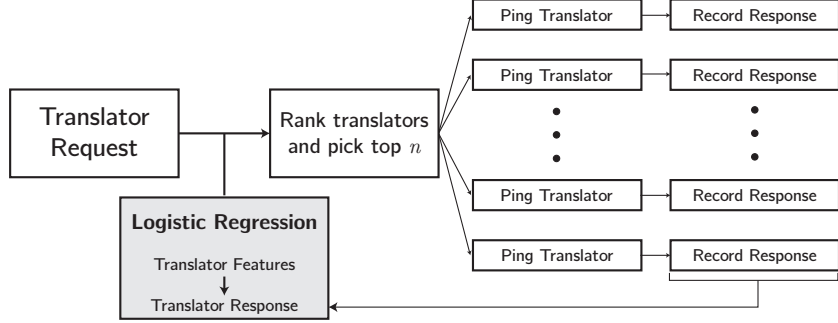 Translator
Request
Rank translators
and pick top n
Logistic Regression
Translator Features
Translator Response
Ping Translator
Record Response
Ping Translator
Record Response
Ping Translator
Record Response
Ping Translator
Record Response